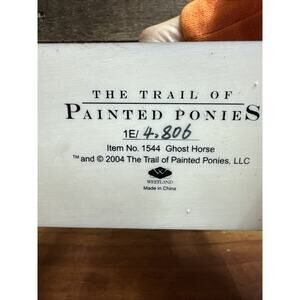 THE TRAIL OF
PAINTED PONIES
1E/ 4.806
Item No. 1544 Ghost Horse
™ and © 2004 The Trail of Painted Ponies, LLC
WESTLAND
Made in China